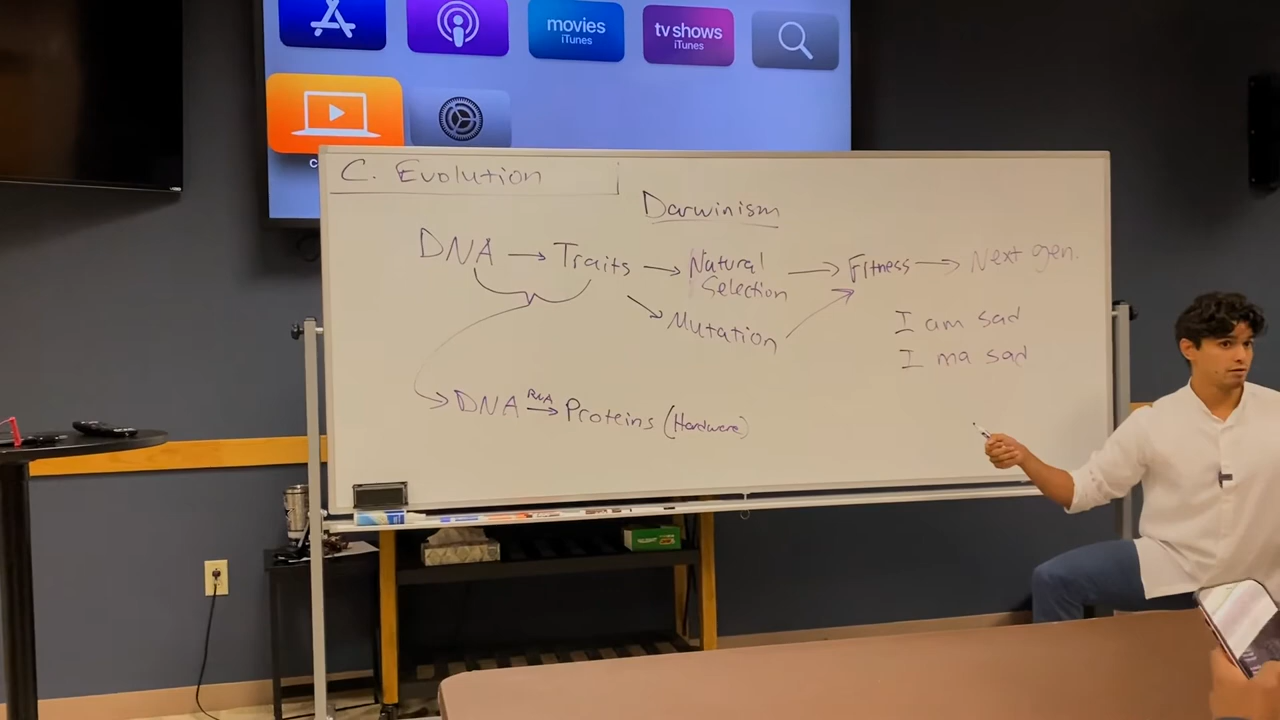 movies
iTunes
tv shows
iTunes
C. Evolution
Darwinism
DNA → Traits → Natural Selection → Fitness → Next gen.
Mutation
I am sad
I ma sad
DNA RNA → Proteins (Hardware)